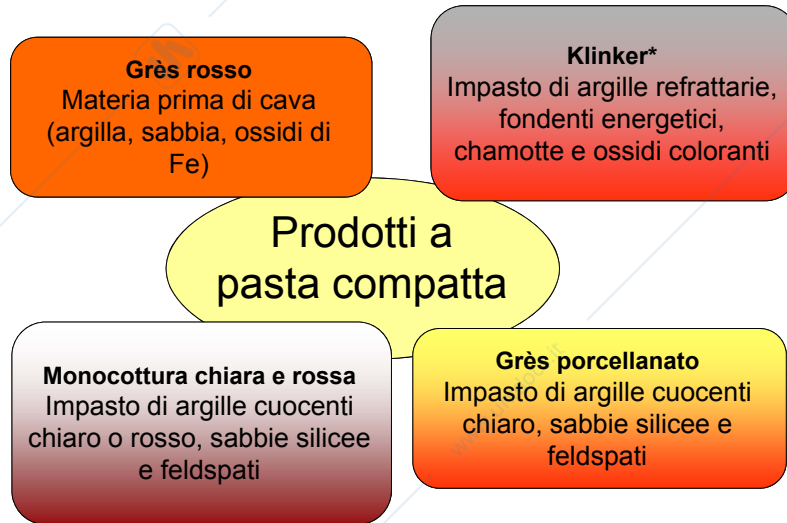 Grès rosso
Materia prima di cava
(argilla, sabbia, ossidi di
Fe)
Klinker*
Impasto di argille refrattarie,
fondenti energetici,
chamotte e ossidi coloranti
Prodotti a
pasta compatta
Monocottura chiara e rossa
Impasto di argille cuocenti
chiaro o rosso, sabbie silicee
e feldspati
Grès porcellanato
Impasto di argille cuocenti
chiaro, sabbie silicee e
feldspati